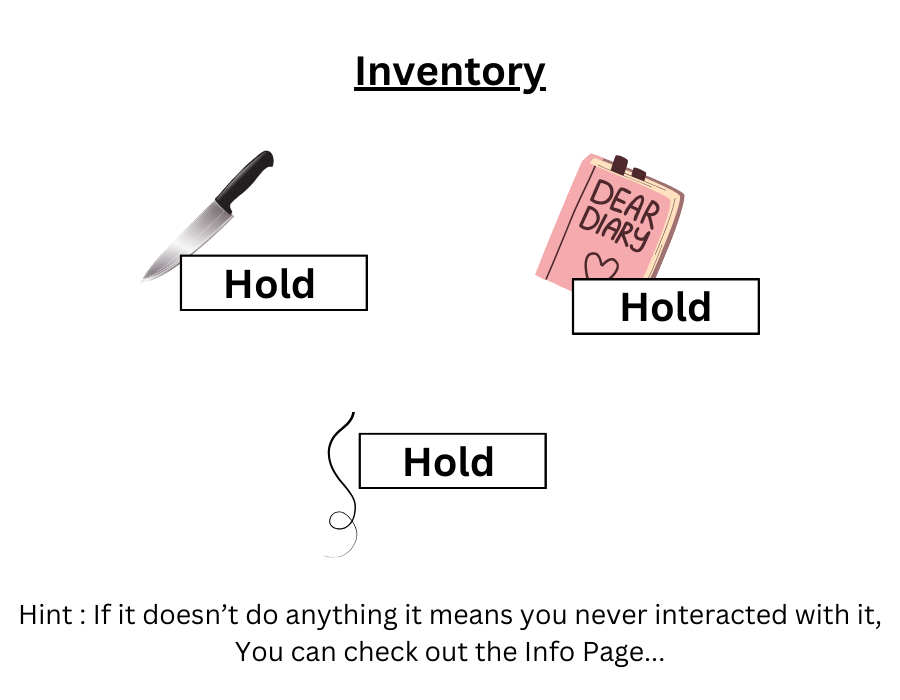 Inventory
DEAR
DIARY
Hold
Hold
Hold
Hint : If it doesn’t do anything it means you never interacted with it,
You can check out the Info Page...